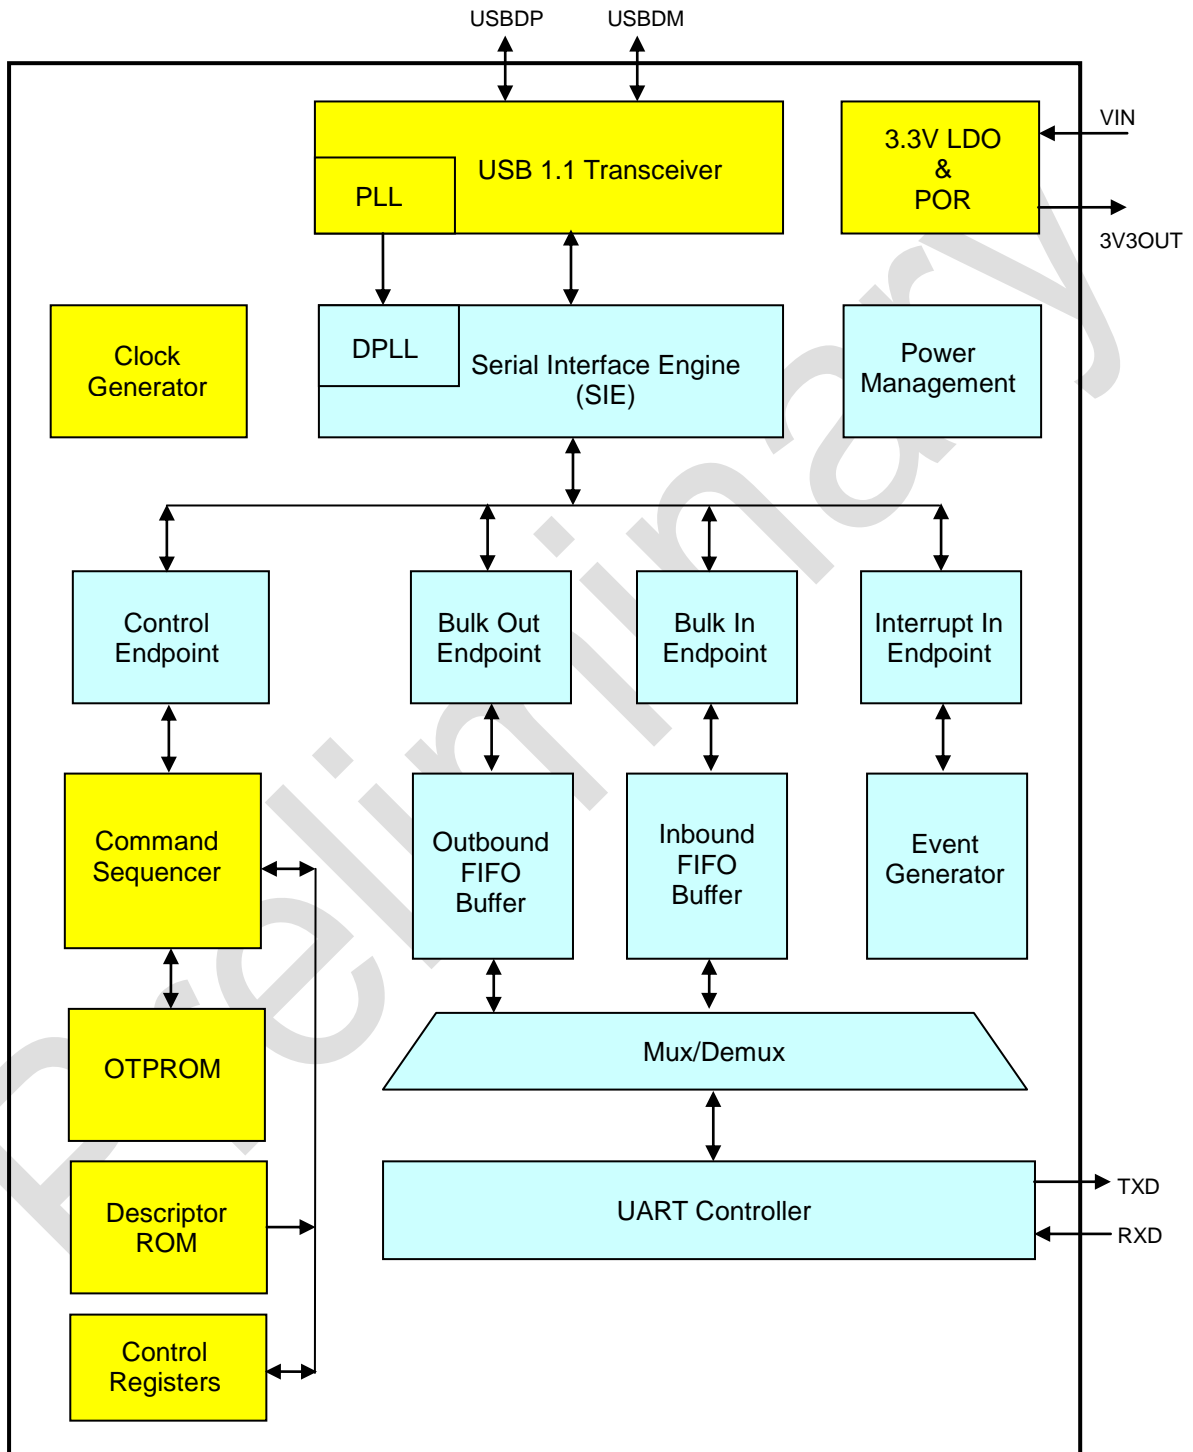 USBDP USBDM
VIN
3V3OUT
USB 1.1 Transceiver
PLL
3.3V LDO
&
POR
Clock
Generator
DPLL
Serial Interface Engine
(SIE)
Power
Management
Control
Endpoint
Bulk Out
Endpoint
Bulk In
Endpoint
Interrupt In
Endpoint
Command
Sequencer
Outbound
FIFO
Buffer
Inbound
FIFO
Buffer
Event
Generator
OTPROM
Mux/Demux
Descriptor
ROM
UART Controller
TXD
RXD
Control
Registers
Preliminary